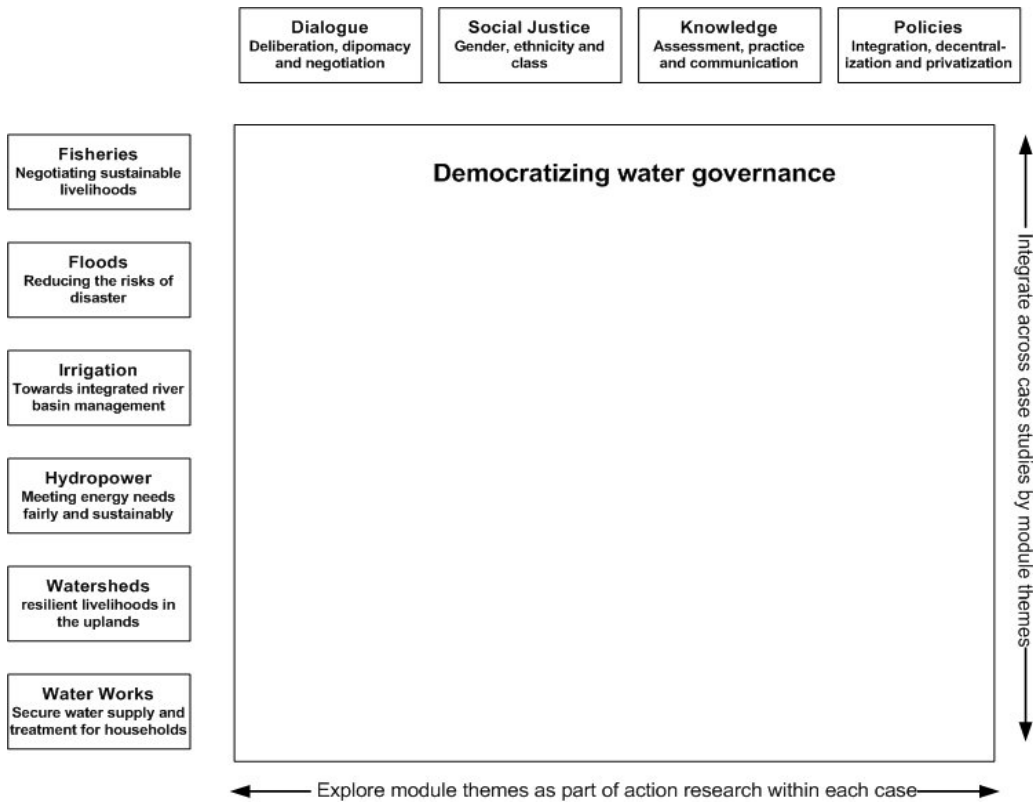 Dialogue
Deliberation, dipomacy
and negotiation
Social Justice
Gender, ethnicity and
class
Knowledge
Assessment, practice
and communication
Policies
Integration, decentral-
ization and privatization
Fisheries
Negotiating sustainable
livelihoods
Floods
Reducing the risks of
disaster
Irrigation
Towards integrated river
basin management
Hydropower
Meeting energy needs
fairly and sustainably
Watersheds
resilient livelihoods in
the uplands
Water Works
Secure water supply and
treatment for households
Democratizing water governance
Integrate across case studies by module themes
Explore module themes as part of action research within each case